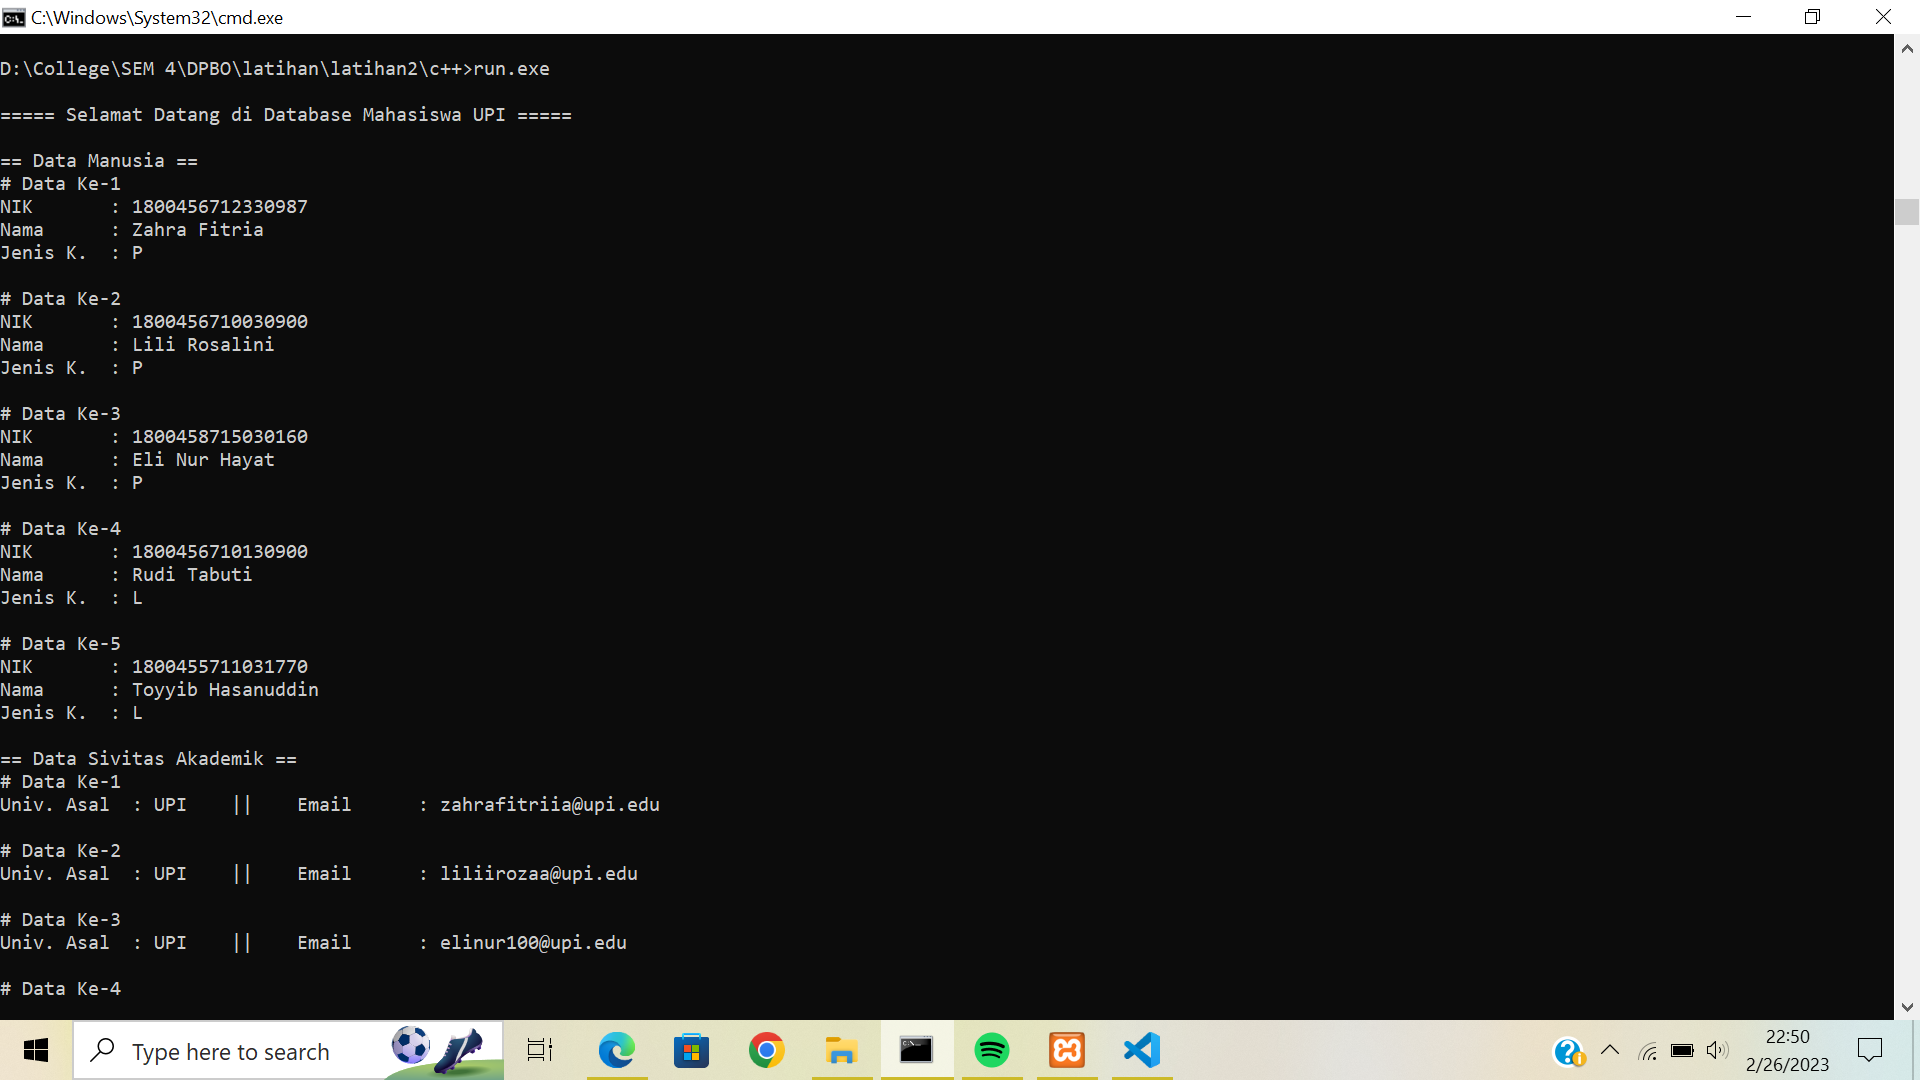 C:\Windows\System32\cmd.exe
D:\College\SEM 4\DPBO\latihan\latihan2\c++>run.exe
===== Selamat Datang di Database Mahasiswa UPI =====
== Data Manusia ==
# Data Ke-1
NIK : 1800456712330987
Nama : Zahra Fitria
Jenis K. : P
# Data Ke-2
NIK : 1800456710030900
Nama : Lili Rosalini
Jenis K. : P
# Data Ke-3
NIK : 1800458715030160
Nama : Eli Nur Hayat
Jenis K. : P
# Data Ke-4
NIK : 1800456710130900
Nama : Rudi Tabuti
Jenis K. : L
# Data Ke-5
NIK : 1800455711031770
Nama : Toyyib Hasanuddin
Jenis K. : L
== Data Sivitas Akademik ==
# Data Ke-1
Univ. Asal : UPI || Email : zahrafitriia@upi.edu
# Data Ke-2
Univ. Asal : UPI || Email : liliirozaa@upi.edu
# Data Ke-3
Univ. Asal : UPI || Email : elinur100@upi.edu
# Data Ke-4
Type here to search
22:50
2/26/2023